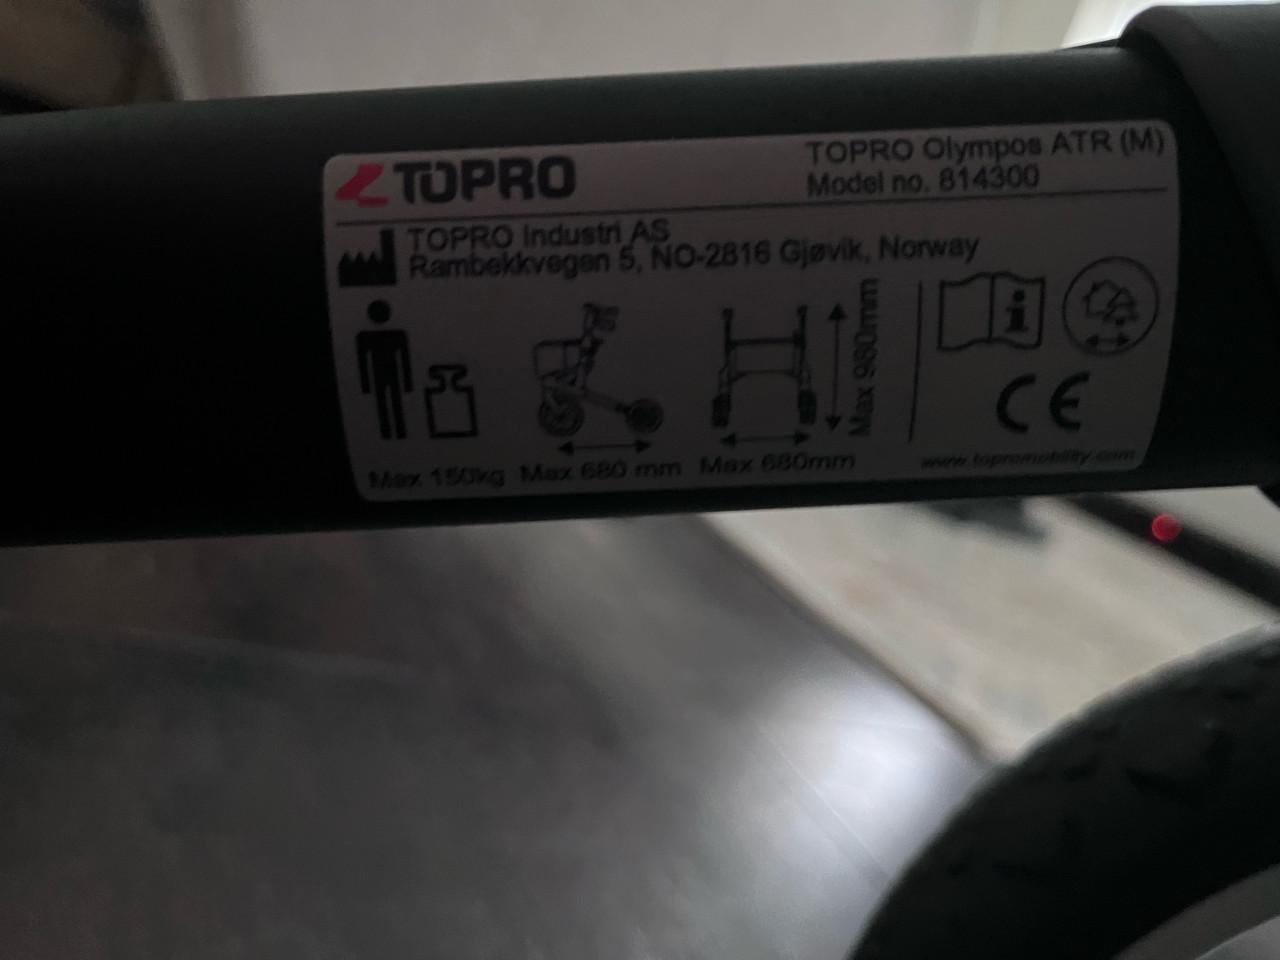 TOPRO
TOPRO Olympos ATR (M)
Model no. 814300
TOPRO Industri AS
Rambekkvegen 5, NO-2816 Gjøvik, Norway
Max 980mm
Max 150kg
Max 680 mm
Max 680mm
CE
www.topromobility.com